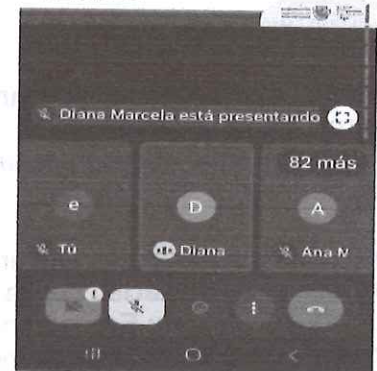 Diana Marcela está presentando
82 más
e
D
A
Tú
Diana
Ana M